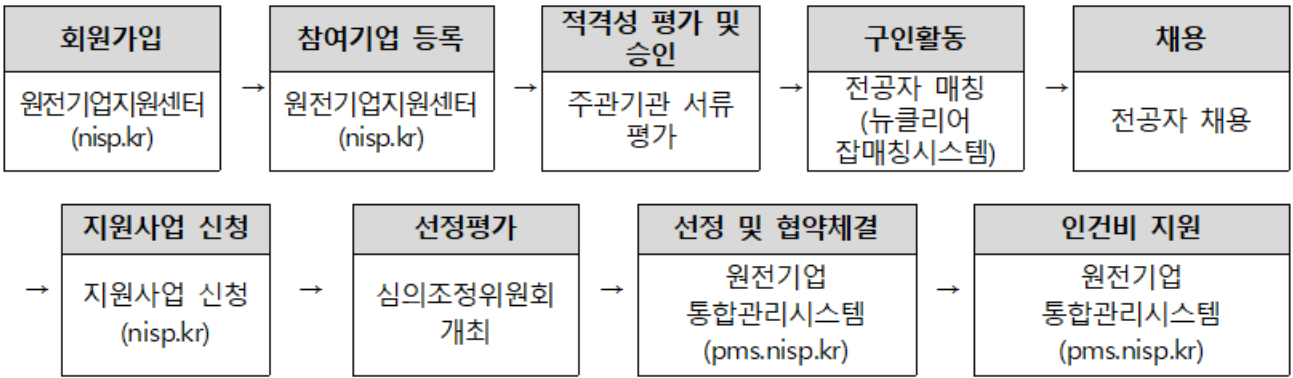 회원가입
원전기업지원센터
(nisp.kr)
→
참여기업 등록
원전기업지원센터
(nisp.kr)
→
적격성 평가 및
승인
주관기관 서류
평가
→
구인활동
전공자 매칭
(뉴클리어
잡매칭시스템)
→
채용
전공자 채용
→
지원사업 신청
지원사업 신청
(nisp.kr)
→
선정평가
심의조정위원회
개최
→
선정 및 협약체결
원전기업
통합관리시스템
(pms.nisp.kr)
→
인건비 지원
원전기업
통합관리시스템
(pms.nisp.kr)